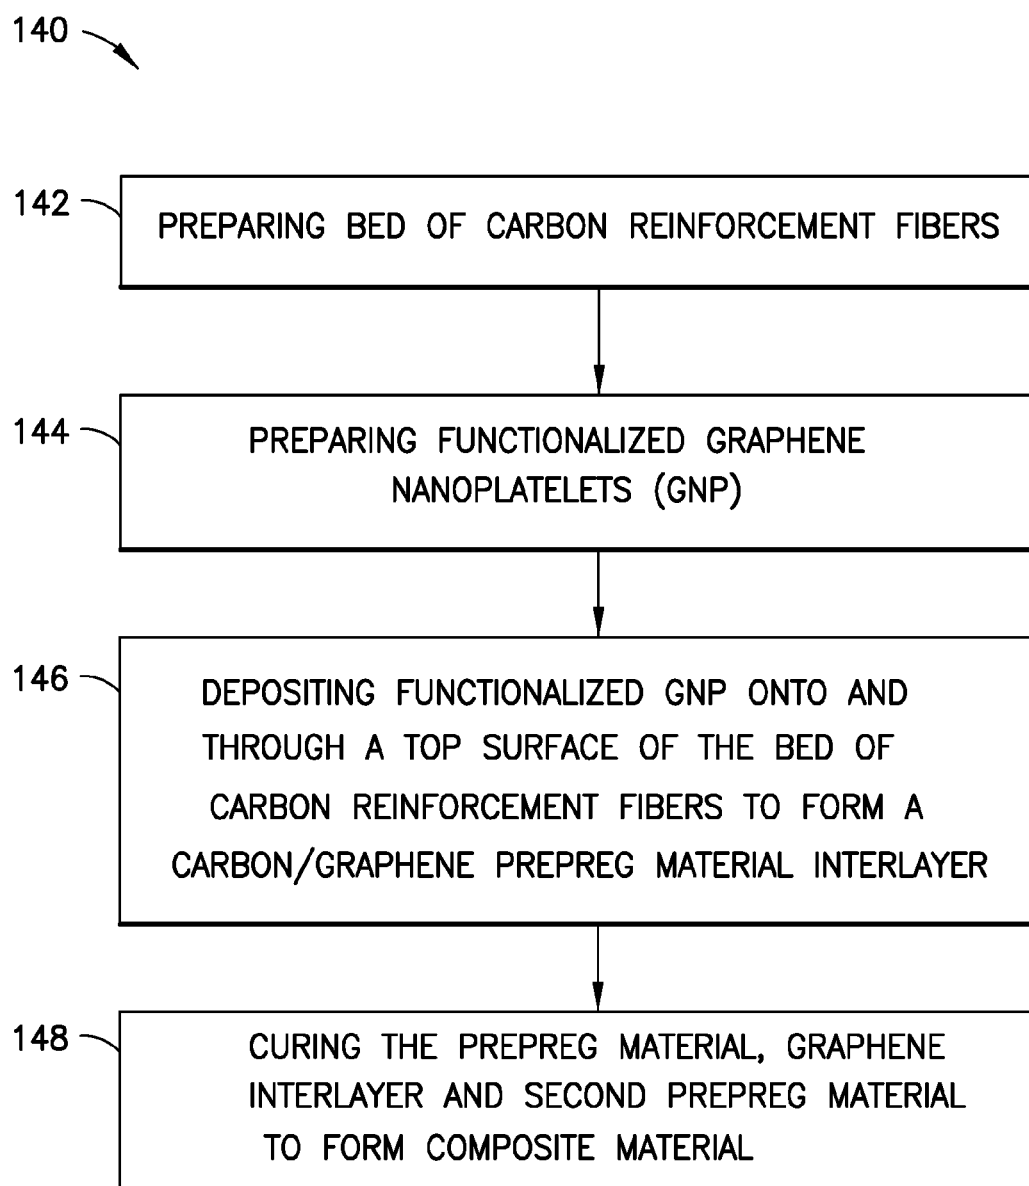 140
142
PREPARING BED OF CARBON REINFORCEMENT FIBERS
144
PREPARING FUNCTIONALIZED GRAPHENE
NANOPLATELETS (GNP)
146
DEPOSITING FUNCTIONALIZED GNP ONTO AND
THROUGH A TOP SURFACE OF THE BED OF
CARBON REINFORCEMENT FIBERS TO FORM A
CARBON/GRAPHENE PREPREG MATERIAL INTERLAYER
148
CURING THE PREPREG MATERIAL, GRAPHENE
INTERLAYER AND SECOND PREPREG MATERIAL
TO FORM COMPOSITE MATERIAL